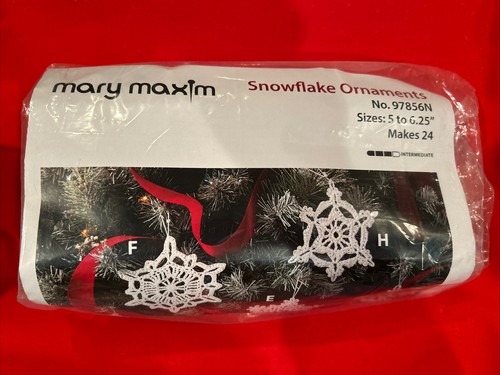 mary maxim
Snowflake Ornaments
No. 97856N
Sizes: 5 to 6.25"
Makes 24
INTERMEDIATE
F
H
E